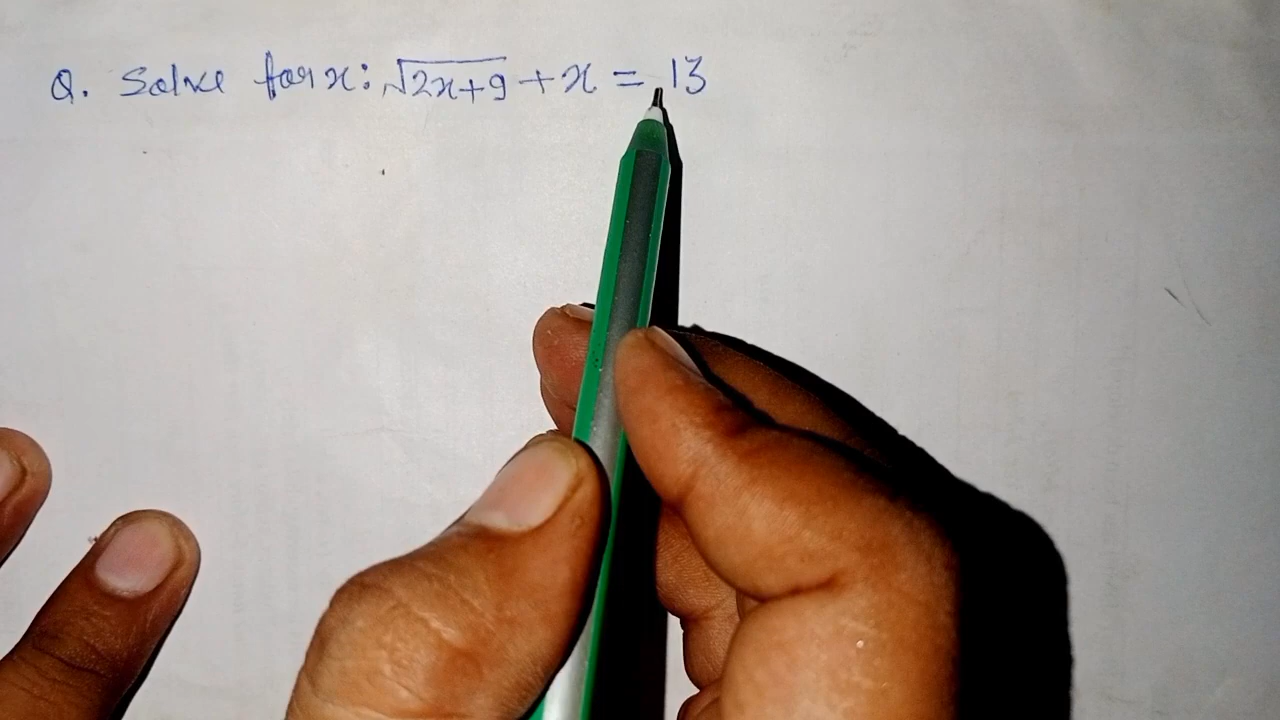 Q. Solve for x: √2x+9 + x = 13